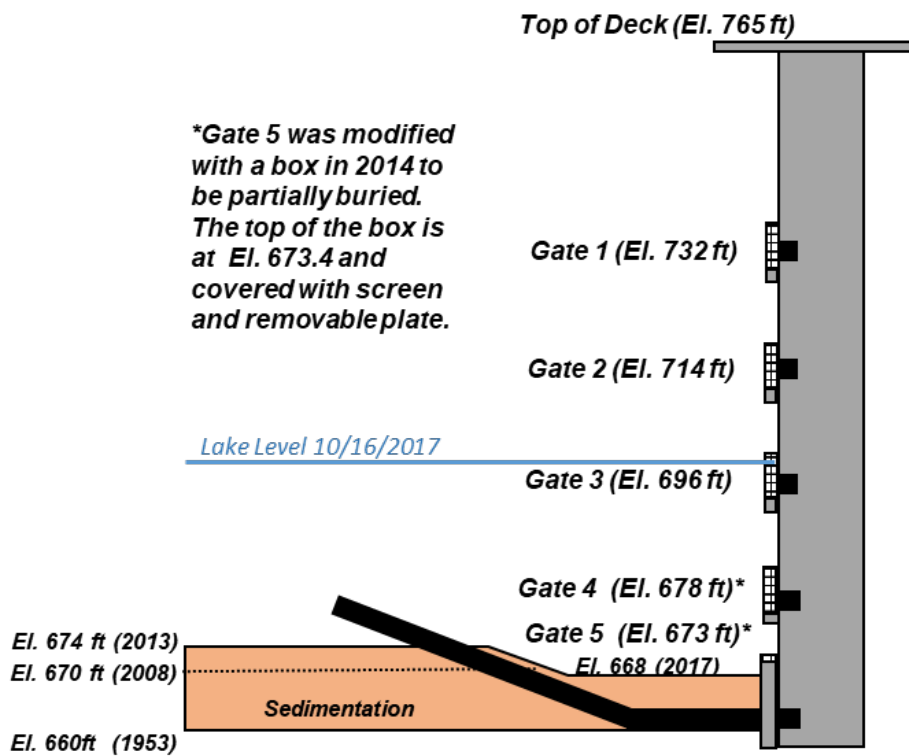 Top of Deck (El. 765 ft)
*Gate 5 was modified
with a box in 2014 to
be partially buried.
The top of the box is
at El. 673.4 and
covered with screen
and removable plate.
Gate 1 (El. 732 ft)
Gate 2 (El. 714 ft)
Lake Level 10/16/2017
Gate 3 (El. 696 ft)
Gate 4 (El. 678 ft)*
Gate 5 (El. 673 ft)*
El. 674 ft (2013)
El. 668 (2017)
El. 670 ft (2008)
Sedimentation
El. 660ft (1953)